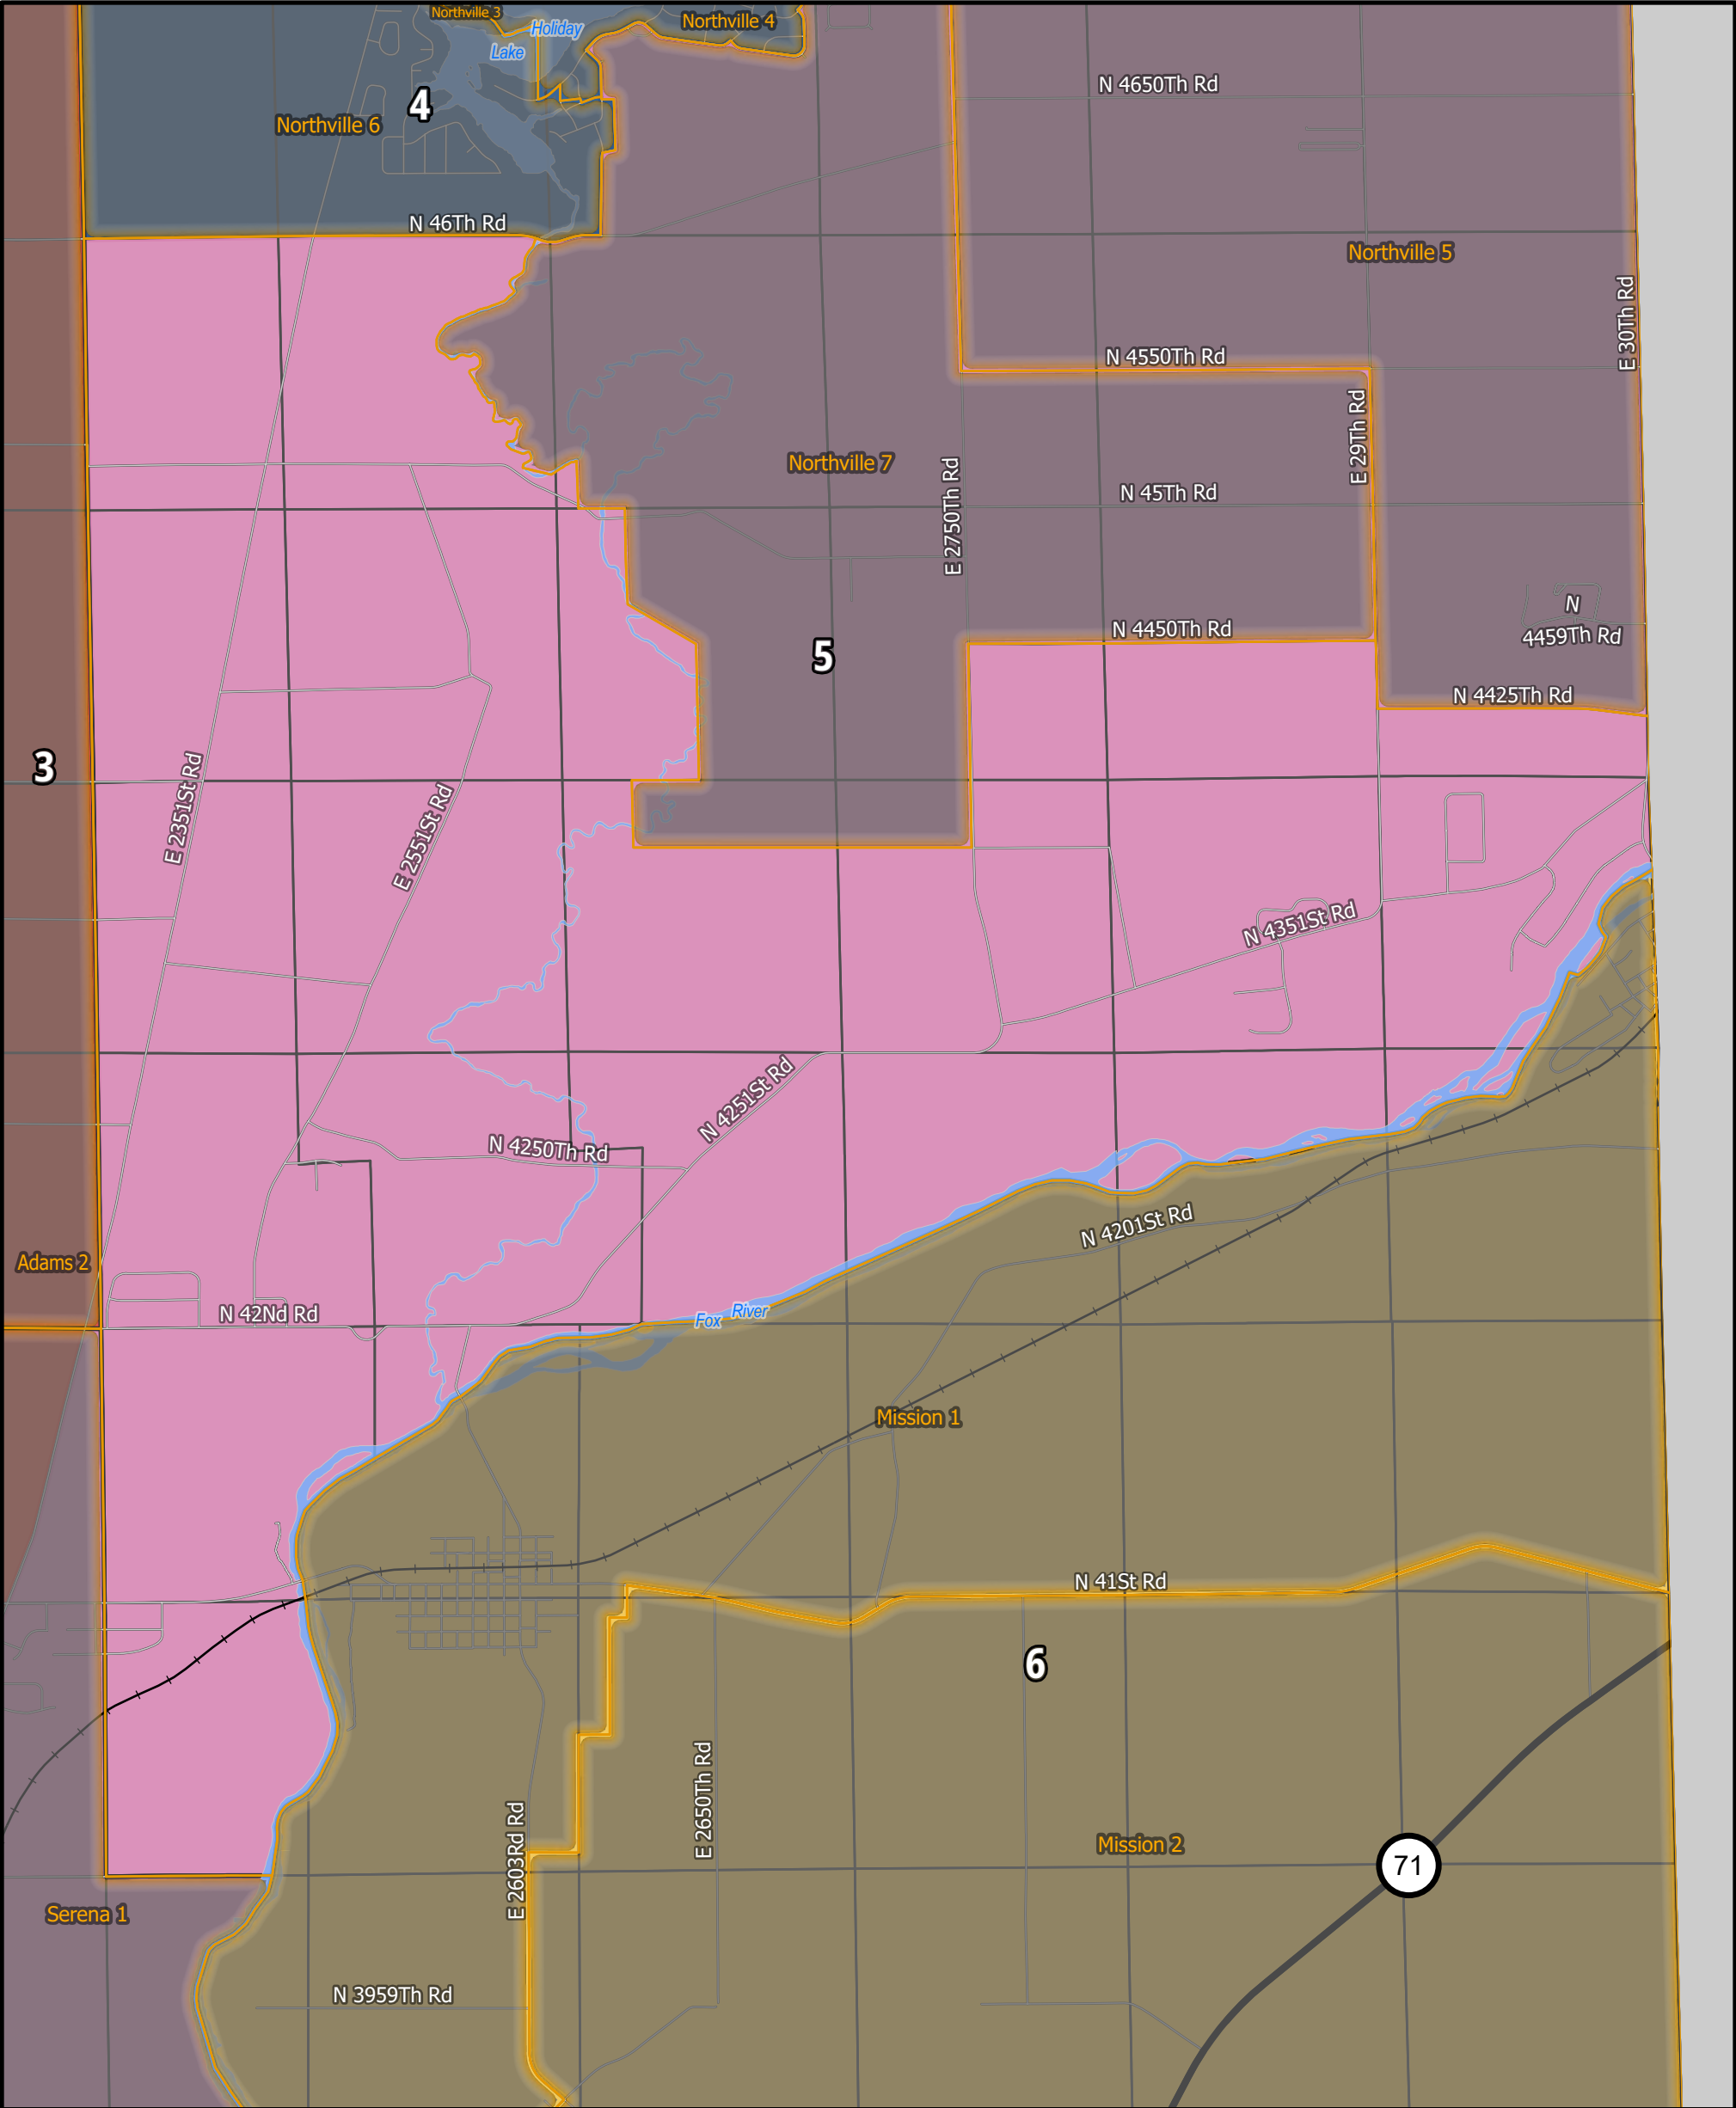 Northville 3
Northville 4
Holiday
Lake
4
Northville 6
N 4650Th Rd
N 46Th Rd
Northville 5
E 30Th Rd
N 4550Th Rd
E 29Th Rd
Northville 7
E 2750Th Rd
N 45Th Rd
N
4459Th Rd
N 4450Th Rd
5
N 4425Th Rd
3
E 2351St Rd
E 2551St Rd
N 4351St Rd
N 4251St Rd
N 4250Th Rd
N 4201St Rd
Adams 2
N 42Nd Rd
Fox River
Mission 1
N 41St Rd
6
E 2650Th Rd
E 2603Rd Rd
Mission 2
71
Serena 1
N 3959Th Rd